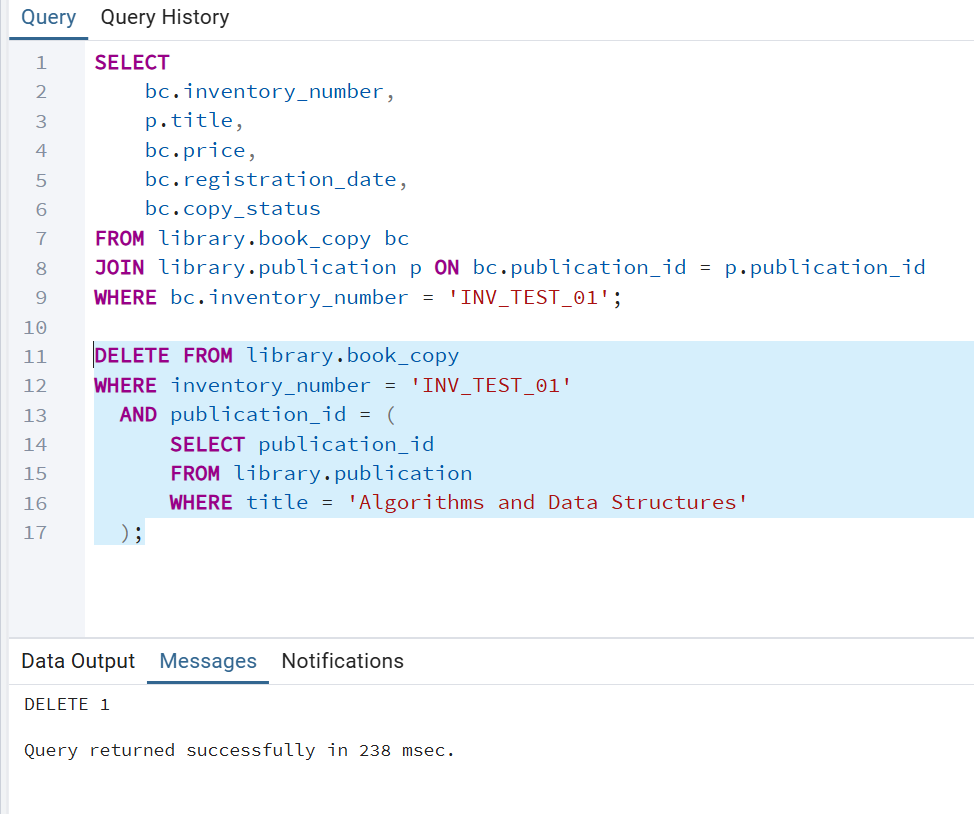 Query Query History
1 SELECT
2 bc.inventory_number,
3 p.title,
4 bc.price,
5 bc.registration_date,
6 bc.copy_status
7 FROM library.book_copy bc
8 JOIN library.publication p ON bc.publication_id = p.publication_id
9 WHERE bc.inventory_number = 'INV_TEST_01';
10
11 DELETE FROM library.book_copy
12 WHERE inventory_number = 'INV_TEST_01'
13 AND publication_id = (
14 SELECT publication_id
15 FROM library.publication
16 WHERE title = 'Algorithms and Data Structures'
17 );
Data Output Messages Notifications
DELETE 1
Query returned successfully in 238 msec.